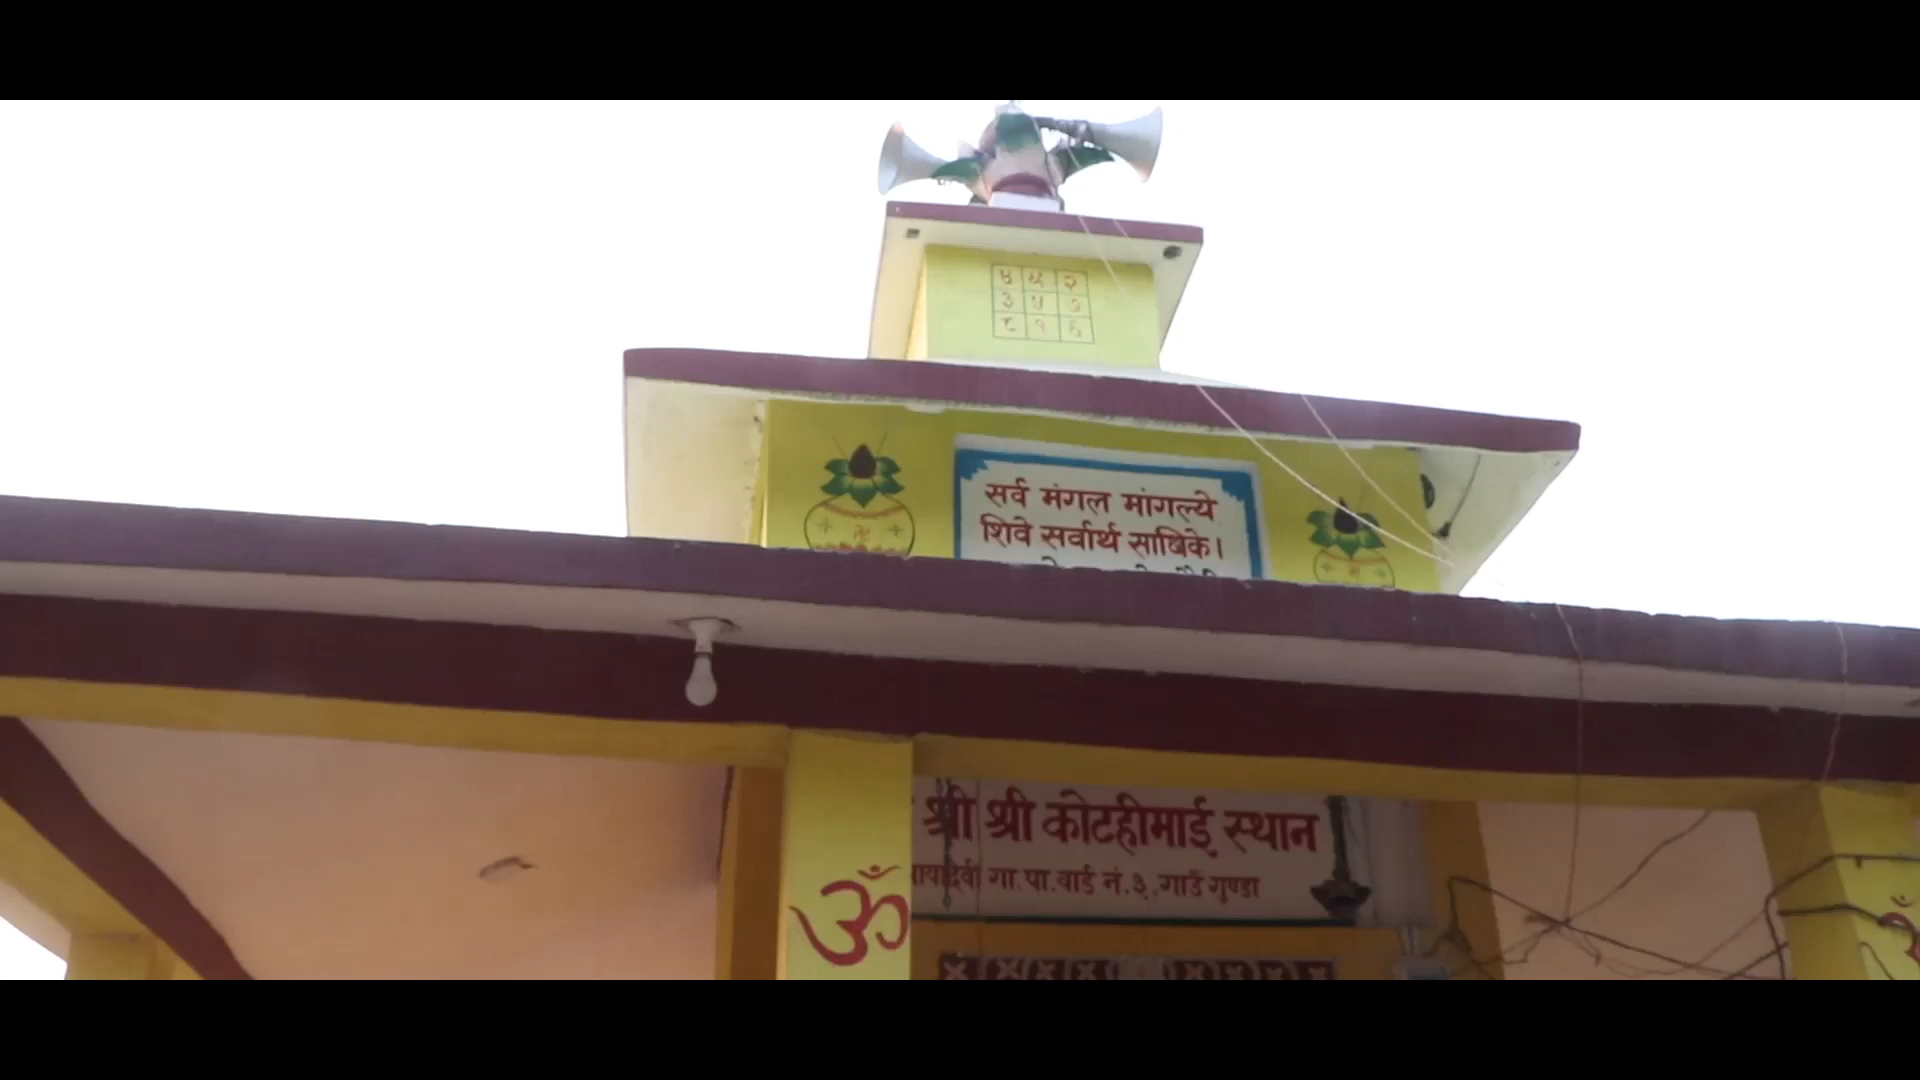 ४ ९ २
३ ५ ७
८ १ ६
सर्व मंगल मांगल्ये
शिवे सर्वार्थ साधिके।
श्री श्री कोटहीमाई स्थान
मायादेवी गा.पा.वार्ड नं.३, गाउँ गुण्डा
ॐ